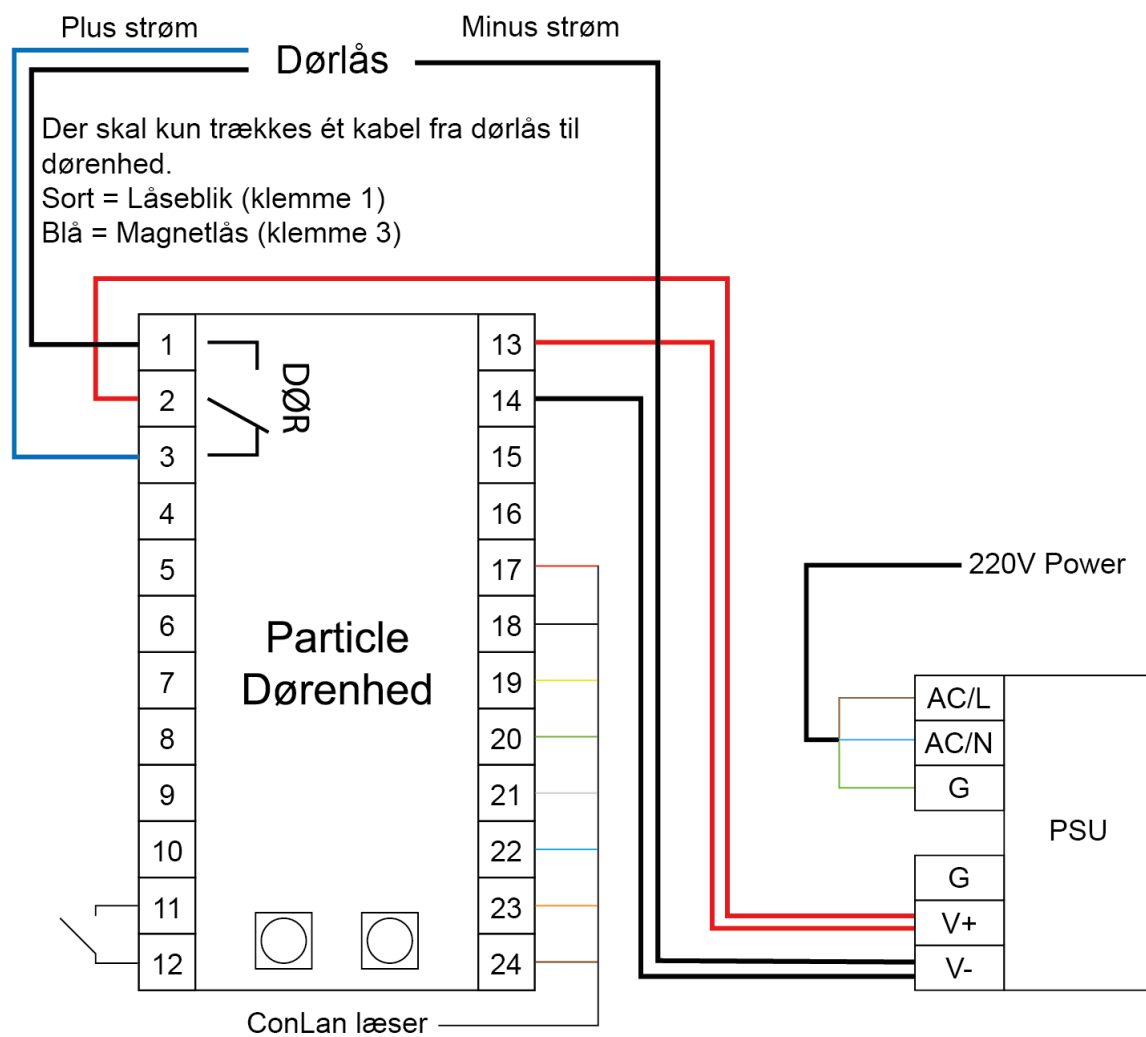 Plus strøm
Minus strøm
Dørlås
Der skal kun trækkes ét kabel fra dørlås til
dørenhed.
Sort = Låseblik (klemme 1)
Blå = Magnetlås (klemme 3)
1
2
3
4
5
6
7
8
9
10
11
12
DØR
Particle
Dørenhed
13
14
15
16
17
18
19
20
21
22
23
24
ConLan læser
220V Power
AC/L
AC/N
G
G
V+
V-
PSU